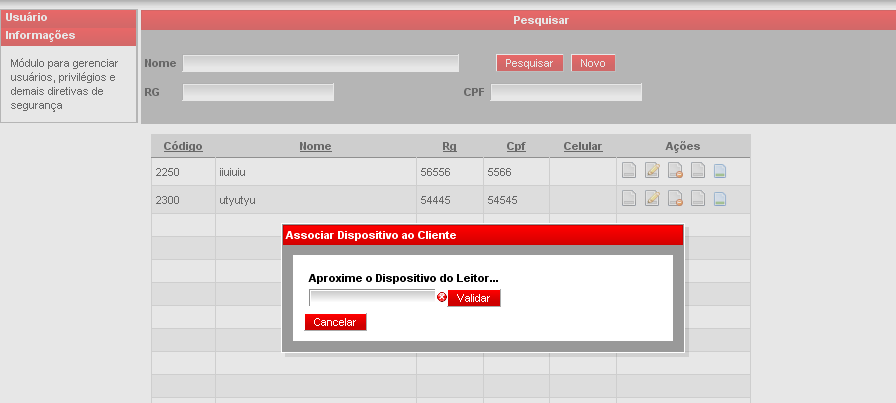 Usuário
Informações
Módulo para gerenciar
usuários, privilégios e
demais diretivas de
segurança
Pesquisar
Nome
Pesquisar Novo
RG CPF
Código Nome Rg Cpf Celular Ações
2250 iiuiuiu 56556 5566
2300 utyutyu 54445 54545
Associar Dispositivo ao Cliente
Aproxime o Dispositivo do Leitor...
Validar
Cancelar